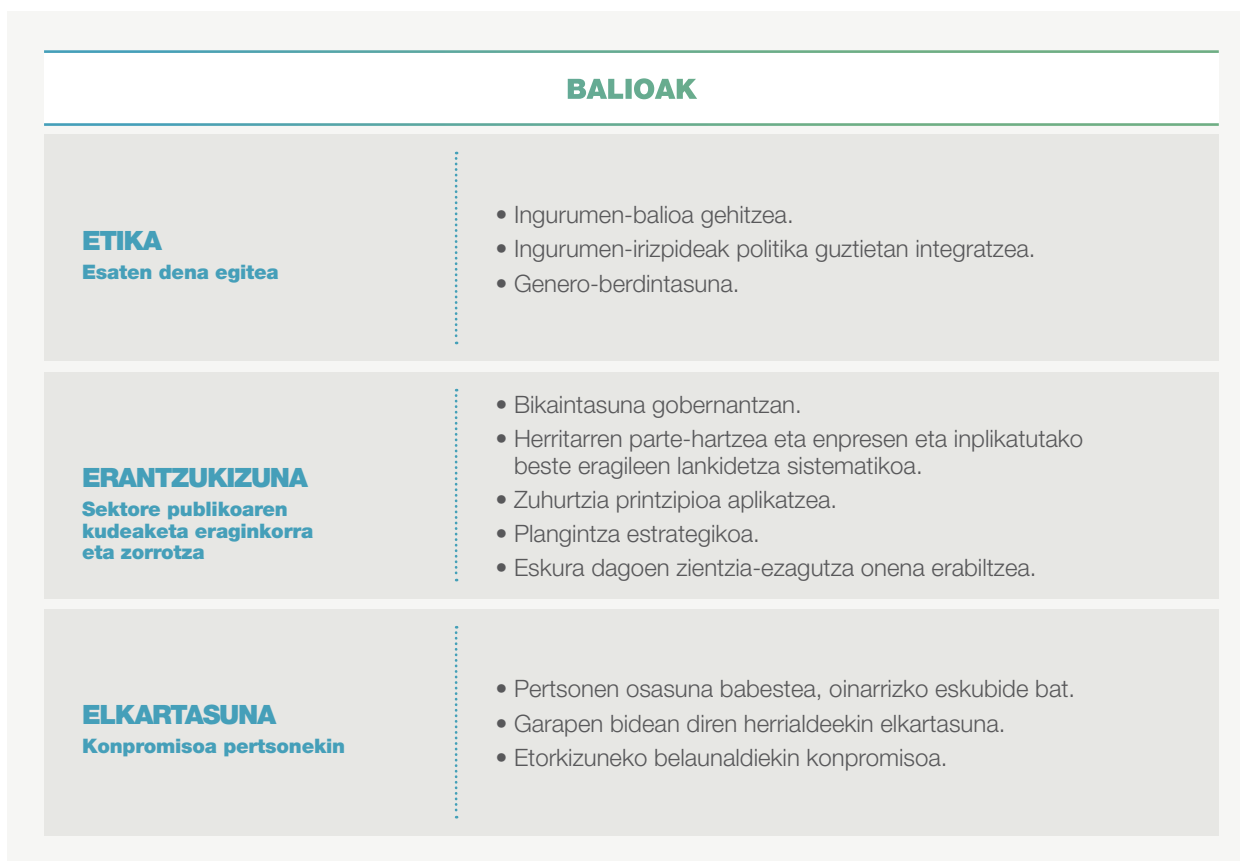 BALIOAK
ETIKA
Esaten dena egitea
• Ingurumen-balioa gehitzea.
• Ingurumen-irizpideak politika guztietan integratzea.
• Genero-berdintasuna.
ERANTZUKIZUNA
Sektore publikoaren
kudeaketa eraginkorra
eta zorrotza
• Bikaintasuna gobernantzan.
• Herritarren parte-hartzea eta enpresen eta inplikatutako
beste eragileen lankidetza sistematikoa.
• Zuhurtzia printzipioa aplikatzea.
• Plangintza estrategikoa.
• Eskura dagoen zientzia-ezagutza onena erabiltzea.
ELKARTASUNA
Konpromisoa pertsonekin
• Pertsonen osasuna babestea, oinarrizko eskubide bat.
• Garapen bidean diren herrialdeekin elkartasuna.
• Etorkizuneko belaunaldiekin konpromisoa.